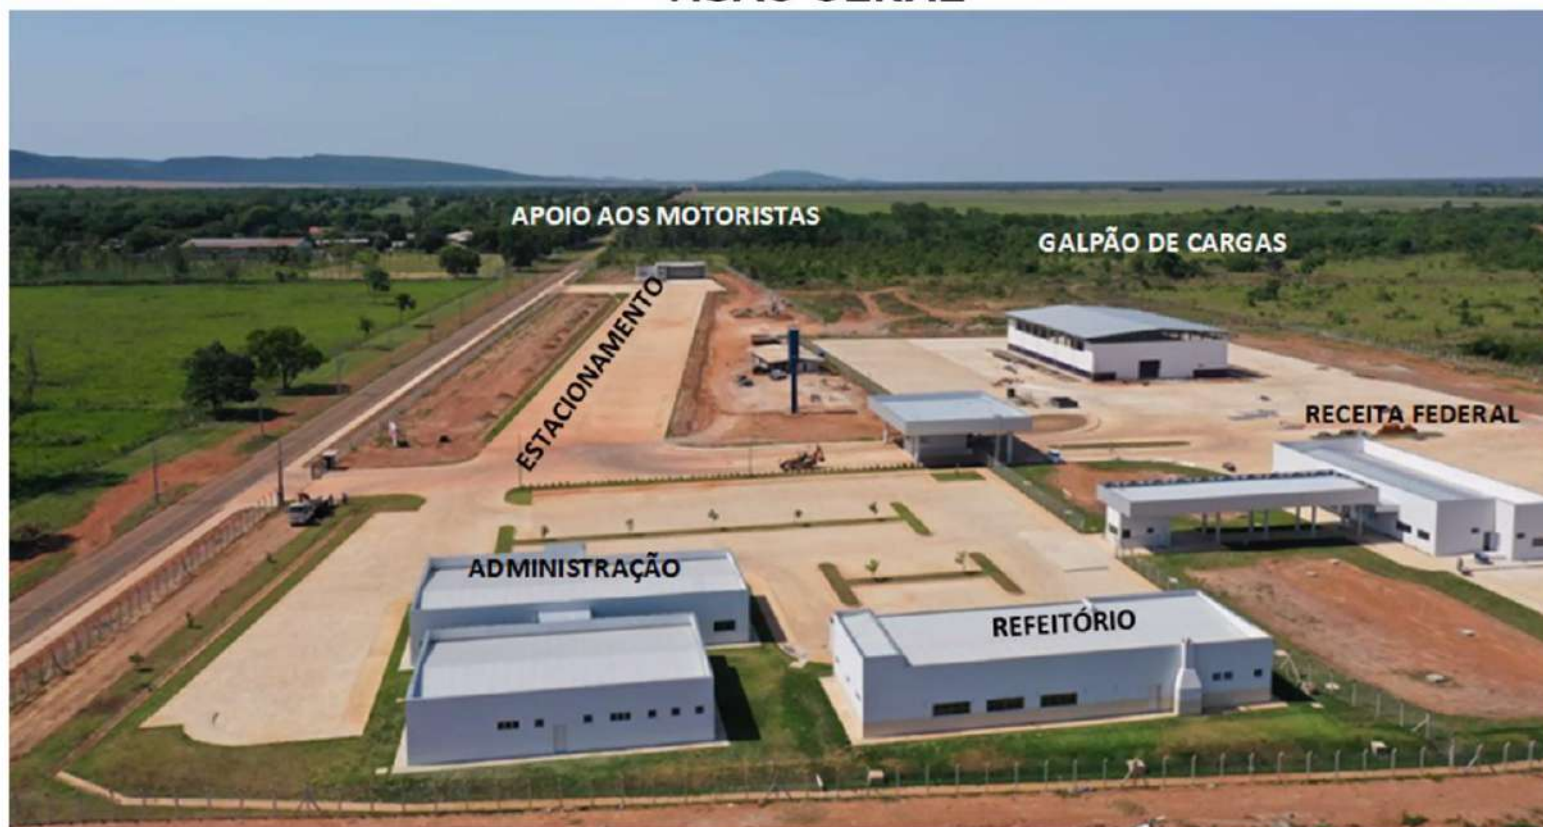 APOIO AOS MOTORISTAS
GALPÃO DE CARGAS
ESTACIONAMENTO
RECEITA FEDERAL
ADMINISTRAÇÃO
REFEITÓRIO